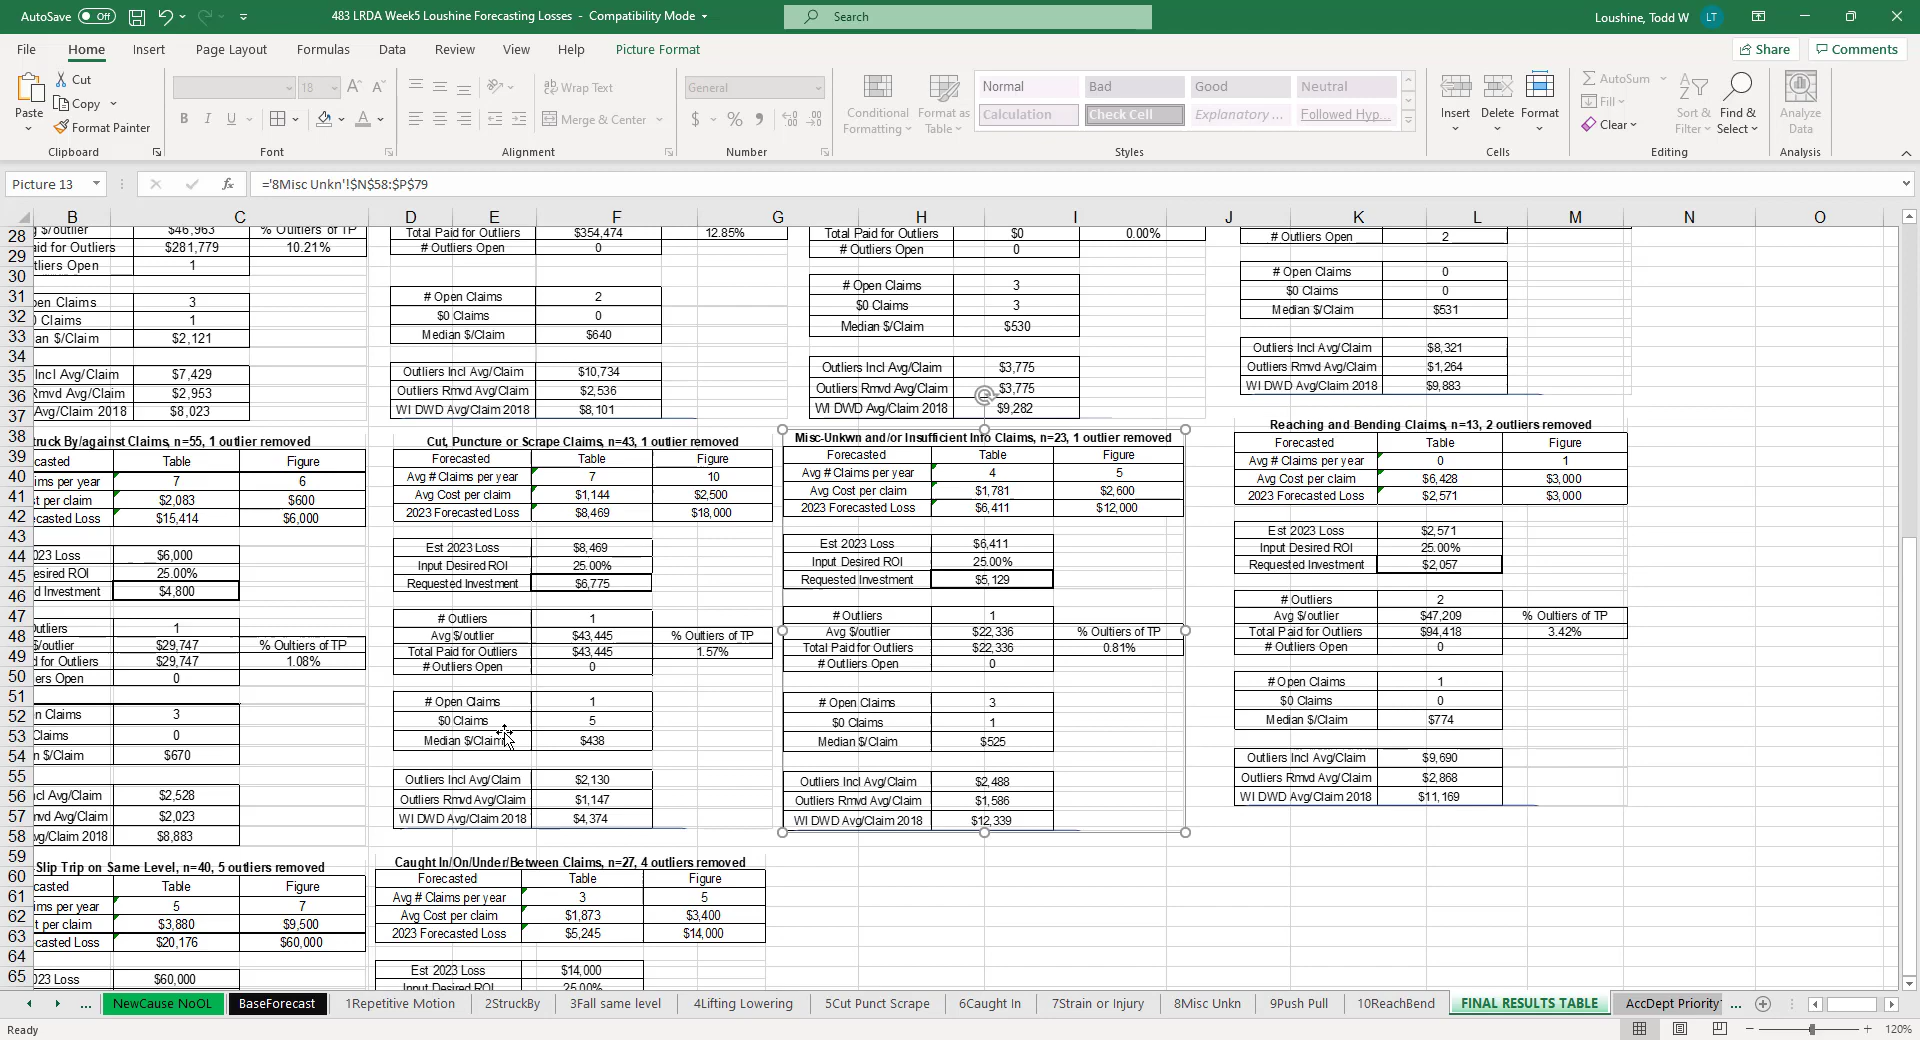 AutoSave Off 483 LRDA Week5 Loushine Forecasting Losses - Compatibility Mode Search Loushine, Todd W LT
File Home Insert Page Layout Formulas Data Review View Help Picture Format Share Comments
Paste Cut Copy Format Painter
18 Wrap Text Merge & Center General
Conditional Formatting Format as Table
Normal Bad Good Neutral
Calculation Check Cell Explanatory ... Followed Hyp...
Insert Delete Format
AutoSum Fill Clear Sort & Filter Find & Select Analyze Data
Clipboard Font Alignment Number Styles Cells Editing Analysis
Picture 13 fx ='8Misc Unkn'!$N$58:$P$79
B C D E F G H I J K L M N O
28
29
30
31
32
33
34
35
36
37
38
39
40
41
42
43
44
45
46
47
48
49
50
51
52
53
54
55
56
57
58
59
60
61
62
63
64
65
$/outlier $46,963 % Outliers of TP
aid for Outliers $281,779 10.21%
tliers Open 1
pen Claims 3
0 Claims 1
an $/Claim $2,121
Incl Avg/Claim $7,429
Rmvd Avg/Claim $2,953
Avg/Claim 2018 $8,023
Total Paid for Outliers $354,474 12.85%
# Outliers Open 0
# Open Claims 2
$0 Claims 0
Median $/Claim $640
Outliers Incl Avg/Claim $10,734
Outliers Rmvd Avg/Claim $2,536
WI DWD Avg/Claim 2018 $8,101
Total Paid for Outliers $0 0.00%
# Outliers Open 0
# Open Claims 3
$0 Claims 3
Median $/Claim $530
Outliers Incl Avg/Claim $3,775
Outliers Rmvd Avg/Claim $3,775
WI DWD Avg/Claim 2018 $9,282
# Outliers Open 2
# Open Claims 0
$0 Claims 0
Median $/Claim $531
Outliers Incl Avg/Claim $8,321
Outliers Rmvd Avg/Claim $1,264
WI DWD Avg/Claim 2018 $9,883
truck By/against Claims, n=55, 1 outlier removed
casted Table Figure
ims per year 7 6
st per claim $2,083 $600
ecasted Loss $15,414 $6,000
023 Loss $6,000
esired ROI 25.00%
d Investment $4,800
Outliers 1
$/outlier $29,747 % Oultiers of TP
d for Outliers $29,747 1.08%
ers Open 0
n Claims 3
Claims 0
n $/Claim $670
ncl Avg/Claim $2,528
mvd Avg/Claim $2,023
vg/Claim 2018 $8,883
Cut, Puncture or Scrape Claims, n=43, 1 outlier removed
Forecasted Table Figure
Avg # Claims per year 7 10
Avg Cost per claim $1,144 $2,500
2023 Forecasted Loss $8,469 $18,000
Est 2023 Loss $8,469
Input Desired ROI 25.00%
Requested Investment $6,775
# Outliers 1
Avg $/outlier $43,445 % Oultiers of TP
Total Paid for Outliers $43,445 1.57%
# Outliers Open 0
# Open Claims 1
$0 Claims 5
Median $/Claim $438
Outliers Incl Avg/Claim $2,130
Outliers Rmvd Avg/Claim $1,147
WI DWD Avg/Claim 2018 $4,374
Misc-Unkwn and/or Insufficient Info Claims, n=23, 1 outlier removed
Forecasted Table Figure
Avg # Claims per year 4 5
Avg Cost per claim $1,781 $2,600
2023 Forecasted Loss $6,411 $12,000
Est 2023 Loss $6,411
Input Desired ROI 25.00%
Requested Investment $5,129
# Outliers 1
Avg $/outlier $22,336 % Oultiers of TP
Total Paid for Outliers $22,336 0.81%
# Outliers Open 0
# Open Claims 3
$0 Claims 1
Median $/Claim $525
Outliers Incl Avg/Claim $2,488
Outliers Rmvd Avg/Claim $1,586
WI DWD Avg/Claim 2018 $12,339
Reaching and Bending Claims, n=13, 2 outliers removed
Forecasted Table Figure
Avg # Claims per year 0 1
Avg Cost per claim $6,428 $3,000
2023 Forecasted Loss $2,571 $3,000
Est 2023 Loss $2,571
Input Desired ROI 25.00%
Requested Investment $2,057
# Outliers 2
Avg $/outlier $47,209 % Oultiers of TP
Total Paid for Outliers $94,418 3.42%
# Outliers Open 0
# Open Claims 1
$0 Claims 0
Median $/Claim $774
Outliers Incl Avg/Claim $9,690
Outliers Rmvd Avg/Claim $2,868
WI DWD Avg/Claim 2018 $11,169
Slip Trip on Same Level, n=40, 5 outliers removed
casted Table Figure
ims per year 5 7
t per claim $3,880 $9,500
casted Loss $20,176 $60,000
023 Loss $60,000
Caught In/On/Under/Between Claims, n=27, 4 outliers removed
Forecasted Table Figure
Avg # Claims per year 3 5
Avg Cost per claim $1,873 $3,400
2023 Forecasted Loss $5,245 $14,000
Est 2023 Loss $14,000
Input Desired ROI 25.00%
... NewCause NoOL BaseForecast 1Repetitive Motion 2StruckBy 3Fall same level 4Lifting Lowering 5Cut Punct Scrape 6Caught In 7Strain or Injury 8Misc Unkn 9Push Pull 10ReachBend FINAL RESULTS TABLE AccDept Priority ...
Ready 120%